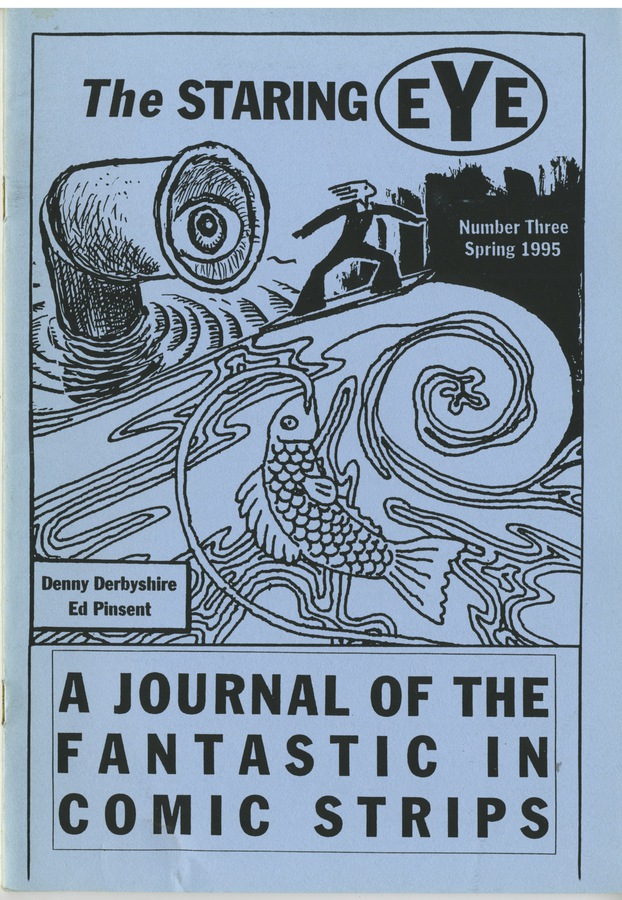 The STARING EYE
Number Three
Spring 1995
Denny Derbyshire
Ed Pinsent
A JOURNAL OF THE
FANTASTIC IN
COMIC STRIPS